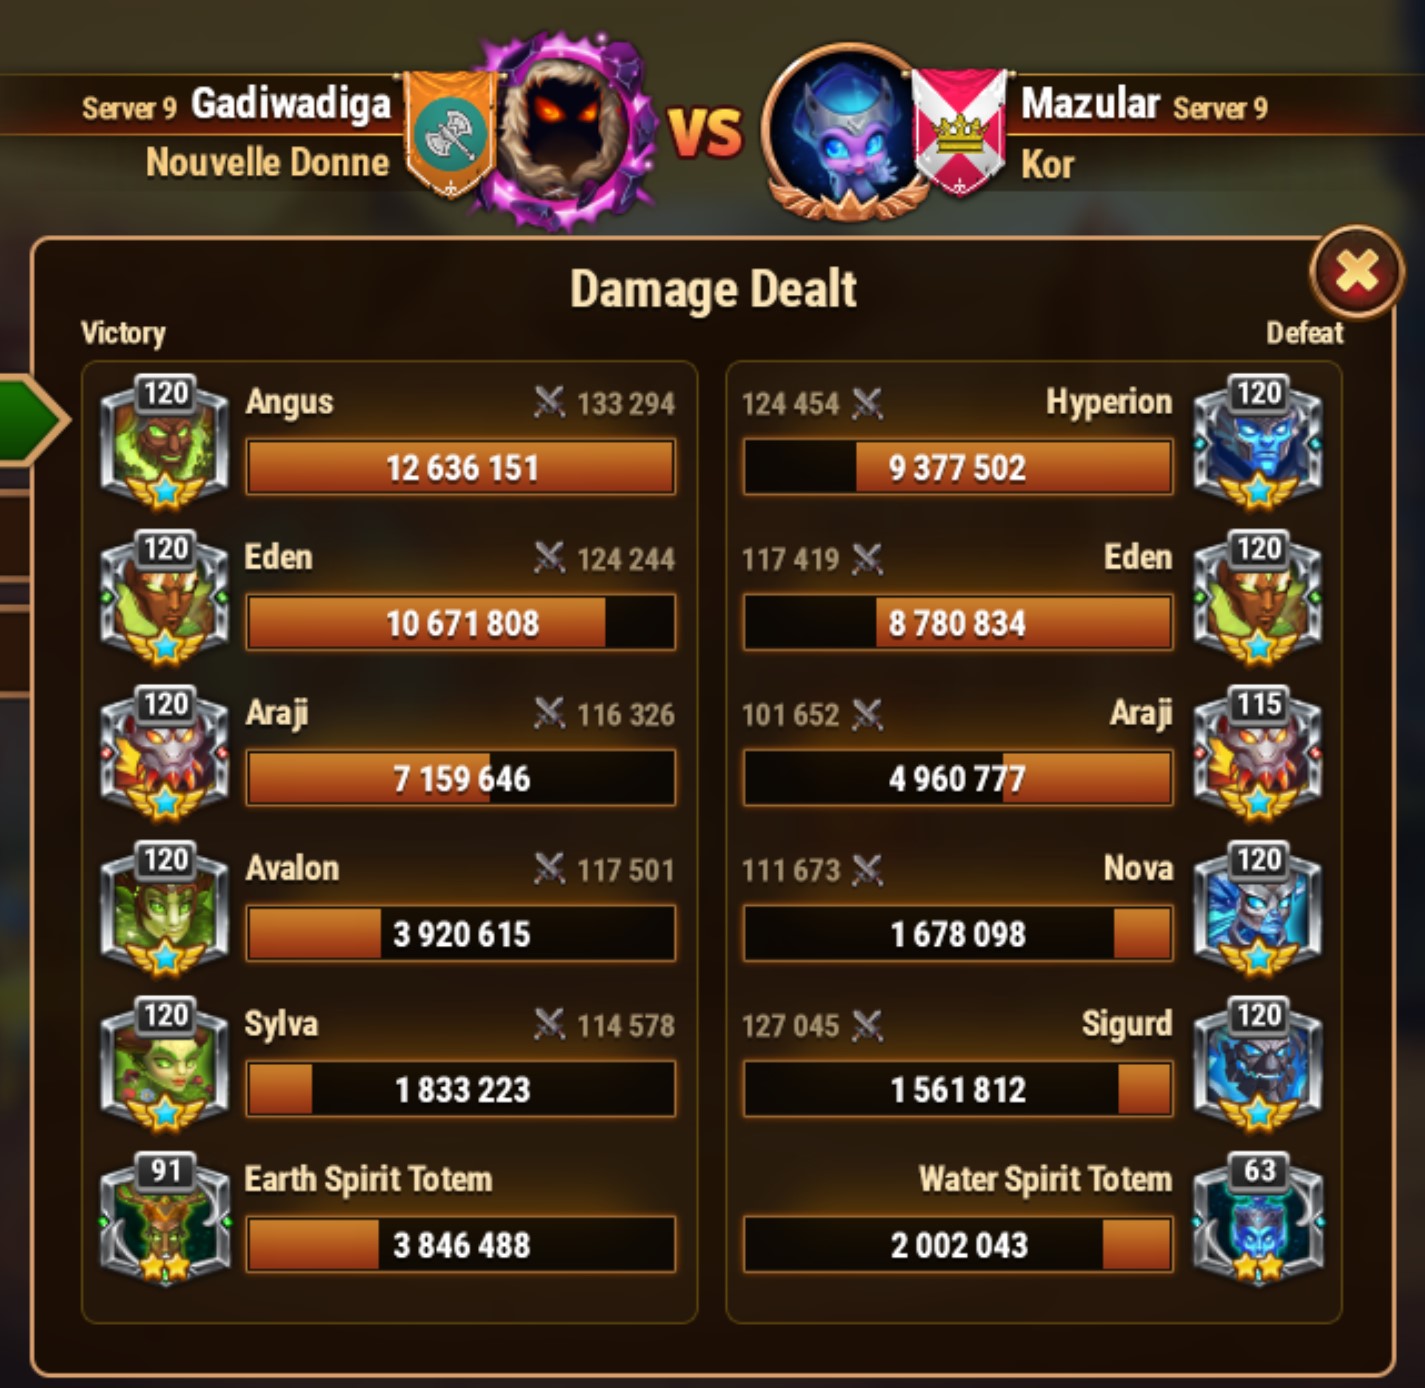 Server 9 Gadiwadiga VS Mazular Server 9
Nouvelle Donne Kor
Damage Dealt
Victory Defeat
120 Angus 133 294 124 454 Hyperion 120
12 636 151 9 377 502
120 Eden 124 244 117 419 Eden 120
10 671 808 8 780 834
120 Araji 116 326 101 652 Araji 115
7 159 646 4 960 777
120 Avalon 117 501 111 673 Nova 120
3 920 615 1 678 098
120 Sylva 114 578 127 045 Sigurd 120
1 833 223 1 561 812
91 Earth Spirit Totem Water Spirit Totem 63
3 846 488 2 002 043